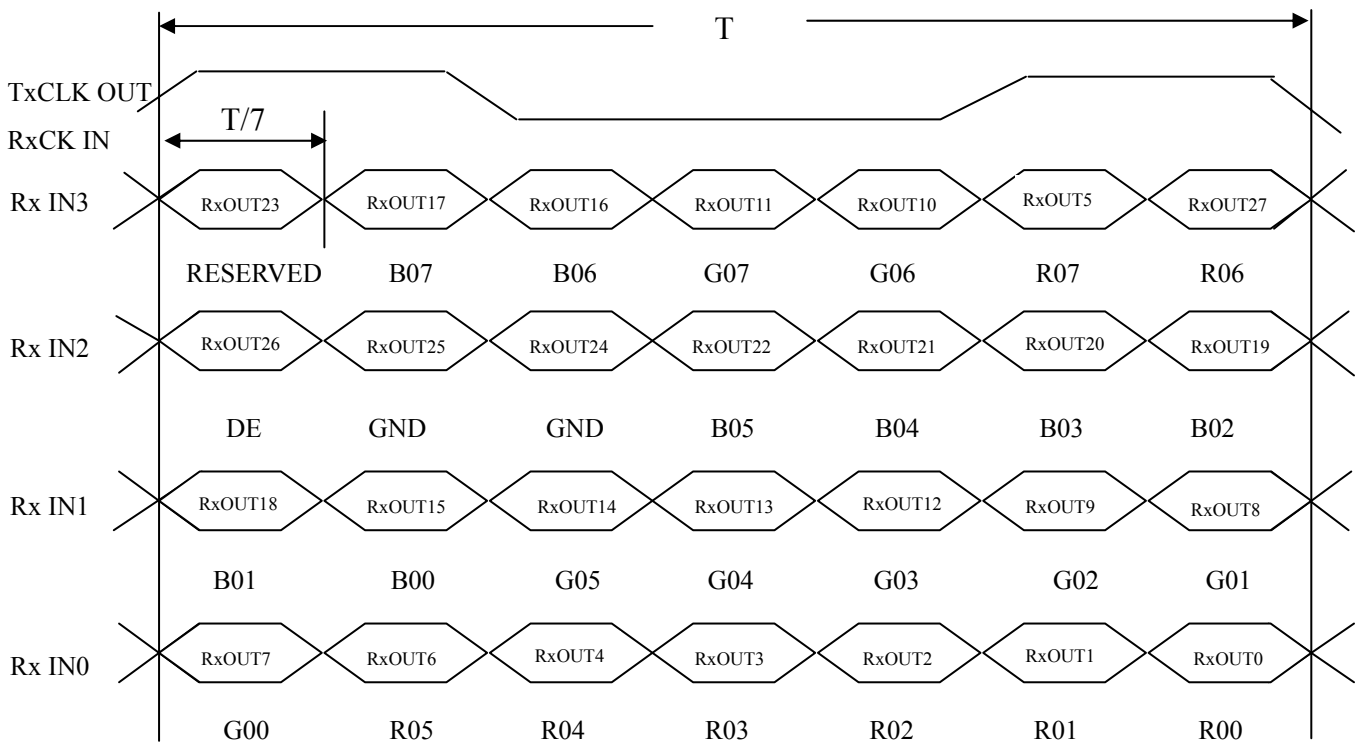 T
TxCLK OUT
T/7
RxCK IN
Rx IN3 RxOUT23 RxOUT17 RxOUT16 RxOUT11 RxOUT10 RxOUT5 RxOUT27
RESERVED B07 B06 G07 G06 R07 R06
Rx IN2 RxOUT26 RxOUT25 RxOUT24 RxOUT22 RxOUT21 RxOUT20 RxOUT19
DE GND GND B05 B04 B03 B02
Rx IN1 RxOUT18 RxOUT15 RxOUT14 RxOUT13 RxOUT12 RxOUT9 RxOUT8
B01 B00 G05 G04 G03 G02 G01
Rx IN0 RxOUT7 RxOUT6 RxOUT4 RxOUT3 RxOUT2 RxOUT1 RxOUT0
G00 R05 R04 R03 R02 R01 R00